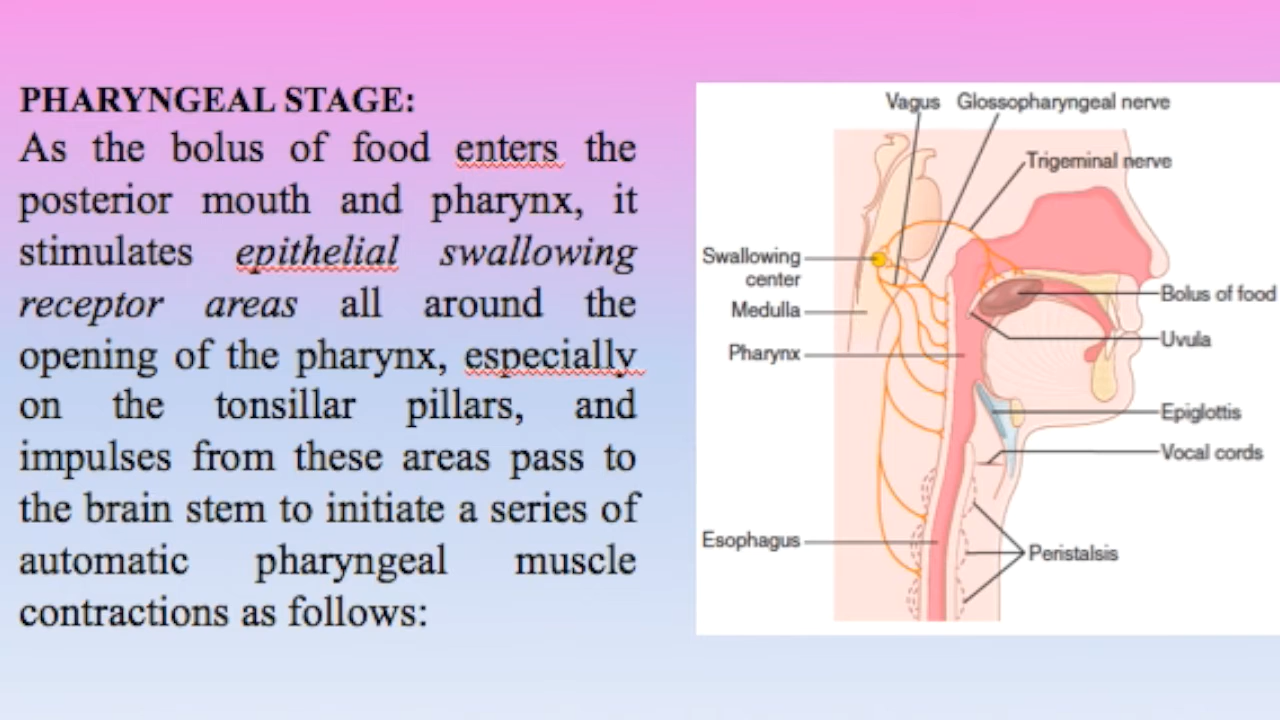 PHARYNGEAL STAGE:
As the bolus of food enters the
posterior mouth and pharynx, it
stimulates epithelial swallowing
receptor areas all around the
opening of the pharynx, especially
on the tonsillar pillars, and
impulses from these areas pass to
the brain stem to initiate a series of
automatic pharyngeal muscle
contractions as follows:
Vagus
Glossopharyngeal nerve
Trigeminal nerve
Swallowing
center
Medulla
Pharynx
Esophagus
Bolus of food
Uvula
Epiglottis
Vocal cords
Peristalsis